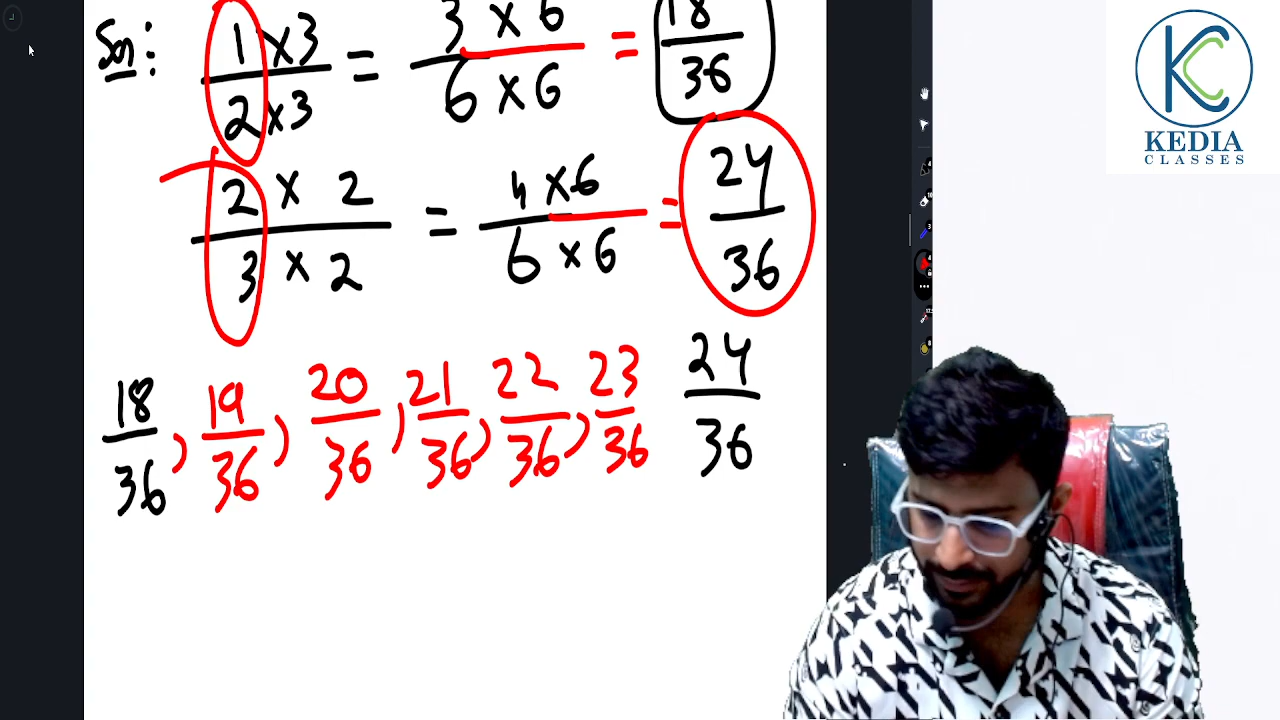 Sol: 1 × 3 / 2 × 3 = 3 × 6 / 6 × 6 = 18/36
2 × 2 / 3 × 2 = 4 × 6 / 6 × 6 = 24/36
18/36, 19/36, 20/36, 21/36, 22/36, 23/36 24/36
KEDIA
CLASSES